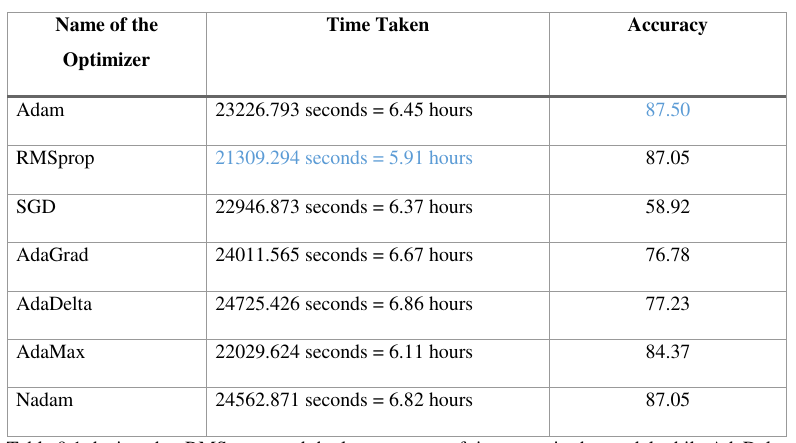 Name of the Optimizer Time Taken Accuracy
Adam 23226.793 seconds = 6.45 hours 87.50
RMSprop 21309.294 seconds = 5.91 hours 87.05
SGD 22946.873 seconds = 6.37 hours 58.92
AdaGrad 24011.565 seconds = 6.67 hours 76.78
AdaDelta 24725.426 seconds = 6.86 hours 77.23
AdaMax 22029.624 seconds = 6.11 hours 84.37
Nadam 24562.871 seconds = 6.82 hours 87.05